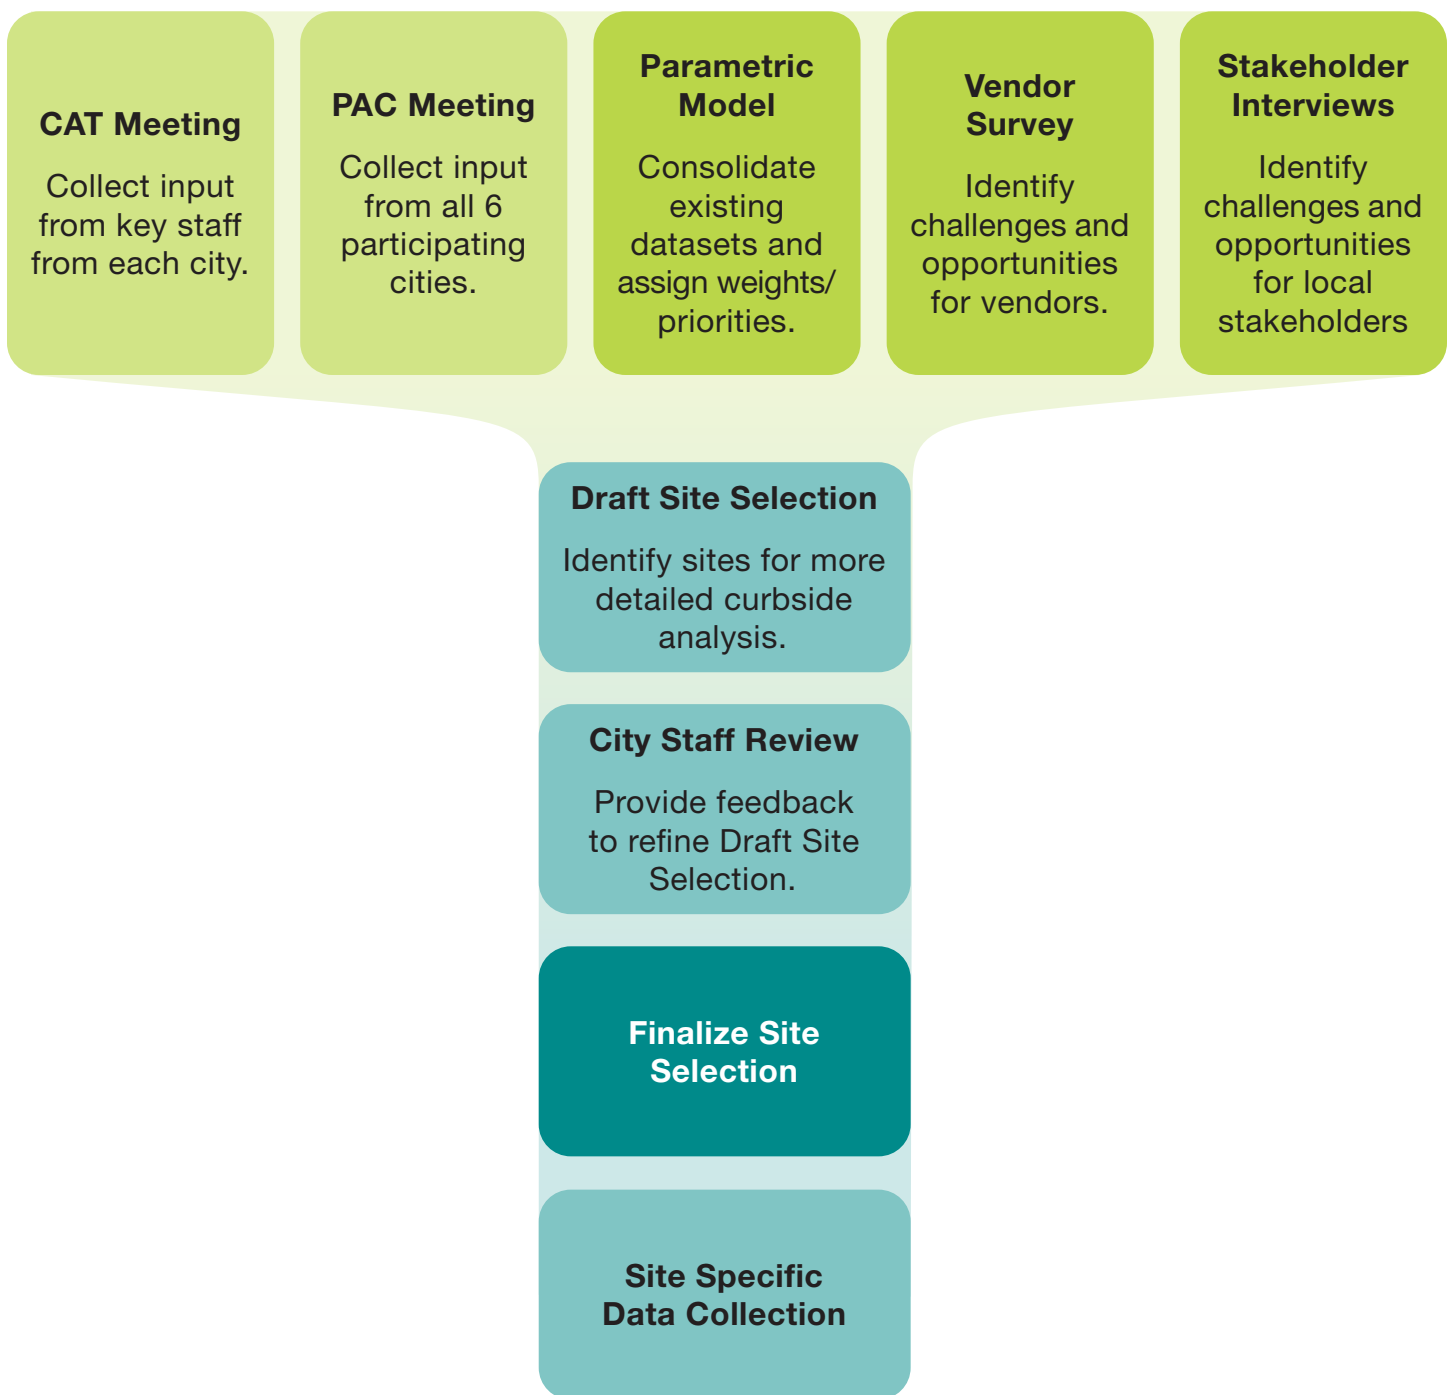 CAT Meeting
Collect input
from key staff
from each city.
PAC Meeting
Collect input
from all 6
participating
cities.
Parametric
Model
Consolidate
existing
datasets and
assign weights/
priorities.
Vendor
Survey
Identify
challenges and
opportunities
for vendors.
Stakeholder
Interviews
Identify
challenges and
opportunities
for local
stakeholders
Draft Site Selection
Identify sites for more
detailed curbside
analysis.
City Staff Review
Provide feedback
to refine Draft Site
Selection.
Finalize Site
Selection
Site Specific
Data Collection